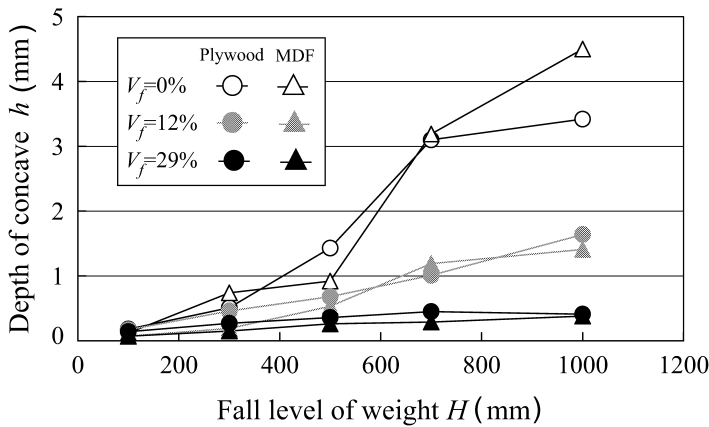 Depth of concave h (mm)
5
4
3
2
1
0
Plywood MDF
Vf=0%
Vf=12%
Vf=29%
0 200 400 600 800 1000 1200
Fall level of weight H (mm)